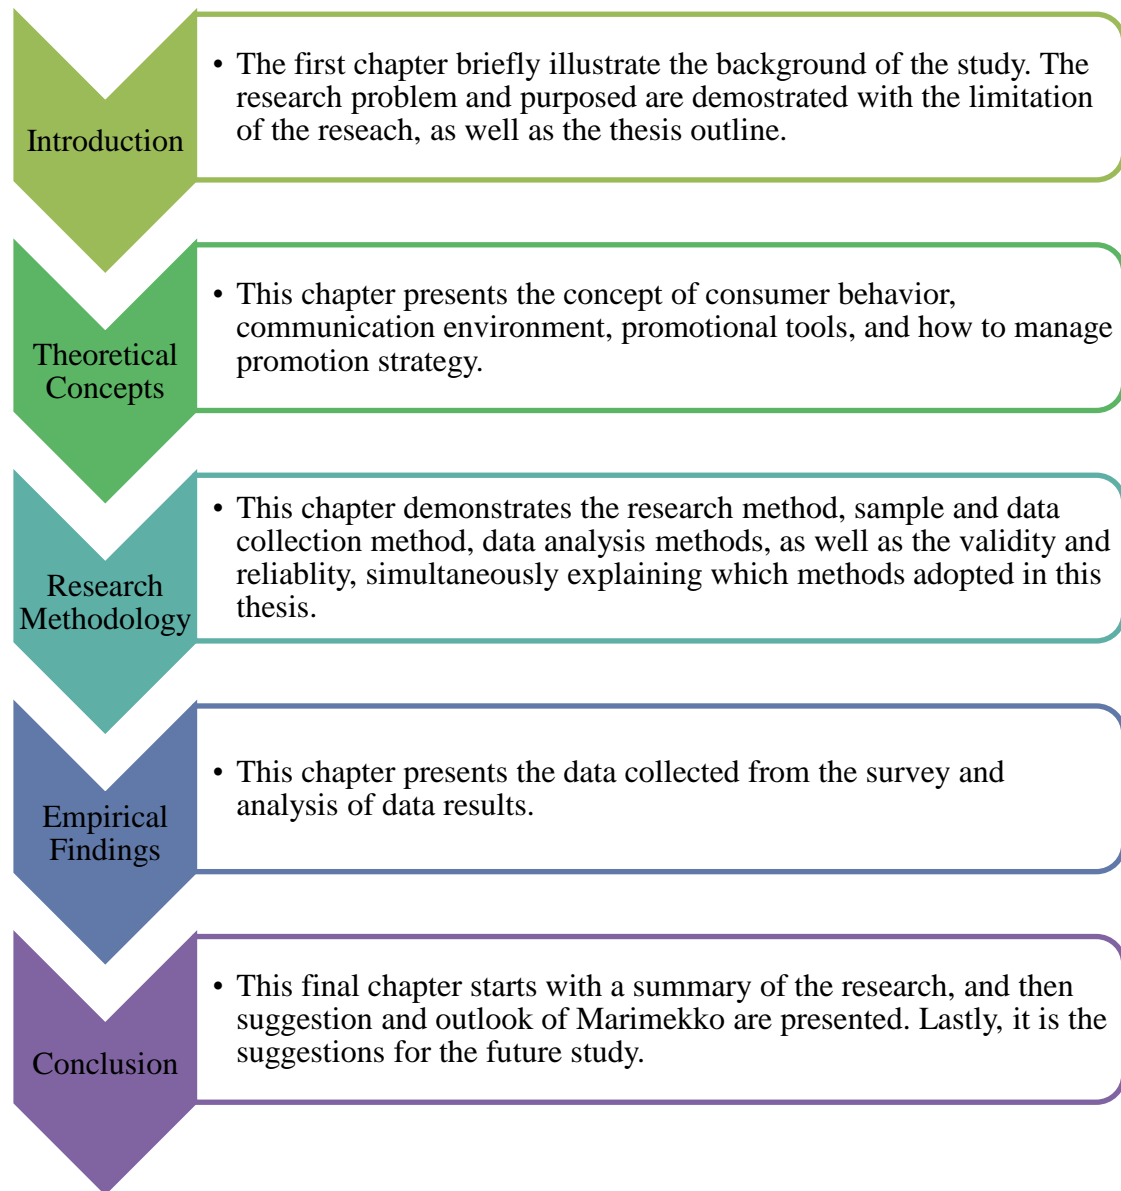 Introduction
• The first chapter briefly illustrate the background of the study. The
research problem and purposed are demostrated with the limitation
of the reseach, as well as the thesis outline.
Theoretical
Concepts
• This chapter presents the concept of consumer behavior,
communication environment, promotional tools, and how to manage
promotion strategy.
Research
Methodology
• This chapter demonstrates the research method, sample and data
collection method, data analysis methods, as well as the validity and
reliablity, simultaneously explaining which methods adopted in this
thesis.
Empirical
Findings
• This chapter presents the data collected from the survey and
analysis of data results.
Conclusion
• This final chapter starts with a summary of the research, and then
suggestion and outlook of Marimekko are presented. Lastly, it is the
suggestions for the future study.